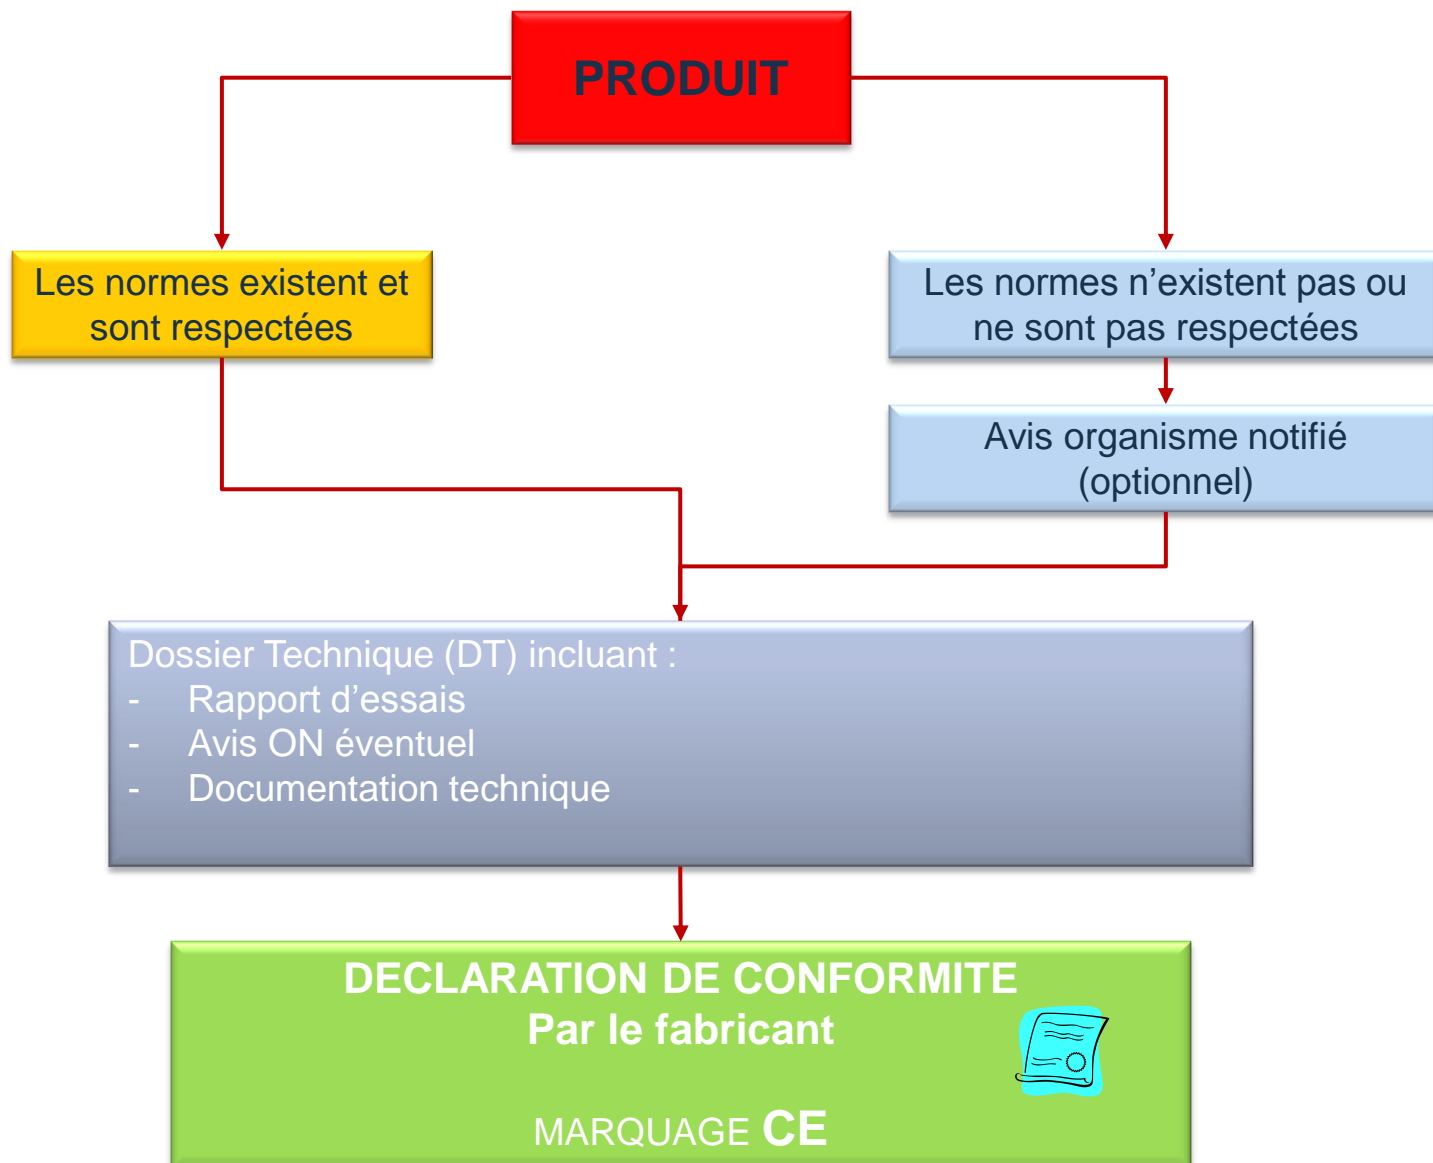 PRODUIT
Les normes existent et
sont respectées
Les normes n’existent pas ou
ne sont pas respectées
Avis organisme notifié
(optionnel)
Dossier Technique (DT) incluant :
- Rapport d’essais
- Avis ON éventuel
- Documentation technique
DECLARATION DE CONFORMITE
Par le fabricant
MARQUAGE CE